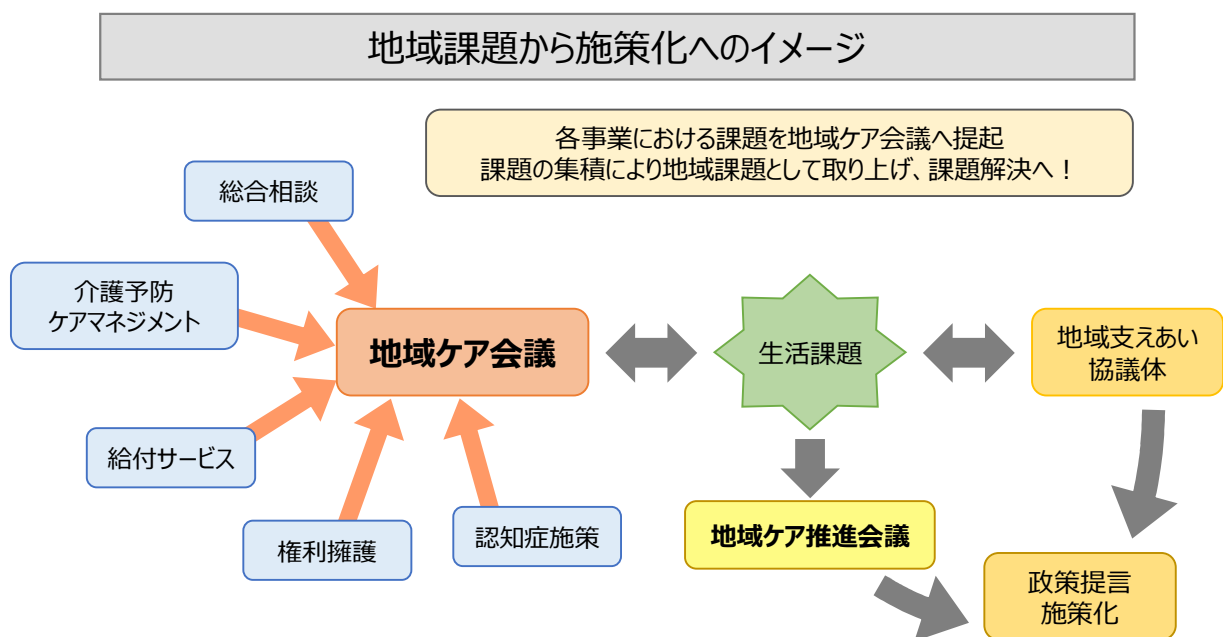 地域課題から施策化へのイメージ
各事業における課題を地域ケア会議へ提起
課題の集積により地域課題として取り上げ、課題解決へ！
総合相談
介護予防
ケアマネジメント
地域ケア会議
生活課題
地域支えあい
協議体
給付サービス
権利擁護
認知症施策
地域ケア推進会議
政策提言
施策化